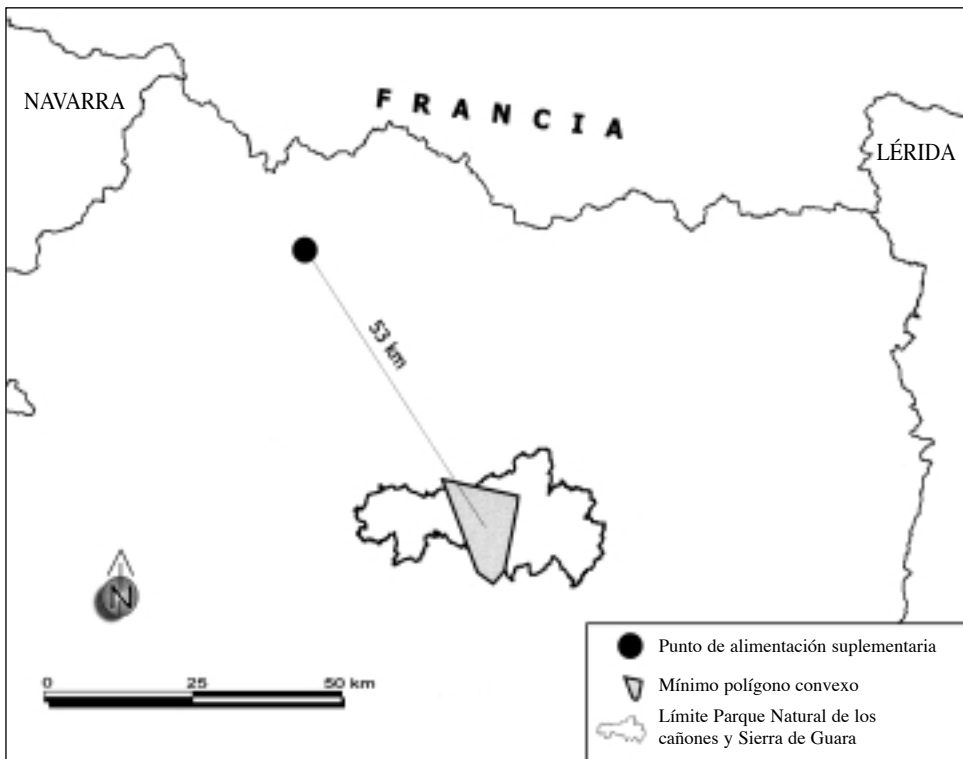 FRANCIA
NAVARRA
LÉRIDA
53 km
N
0 25 50 km
Punto de alimentación suplementaria
Mínimo polígono convexo
Límite Parque Natural de los
cañones y Sierra de Guara